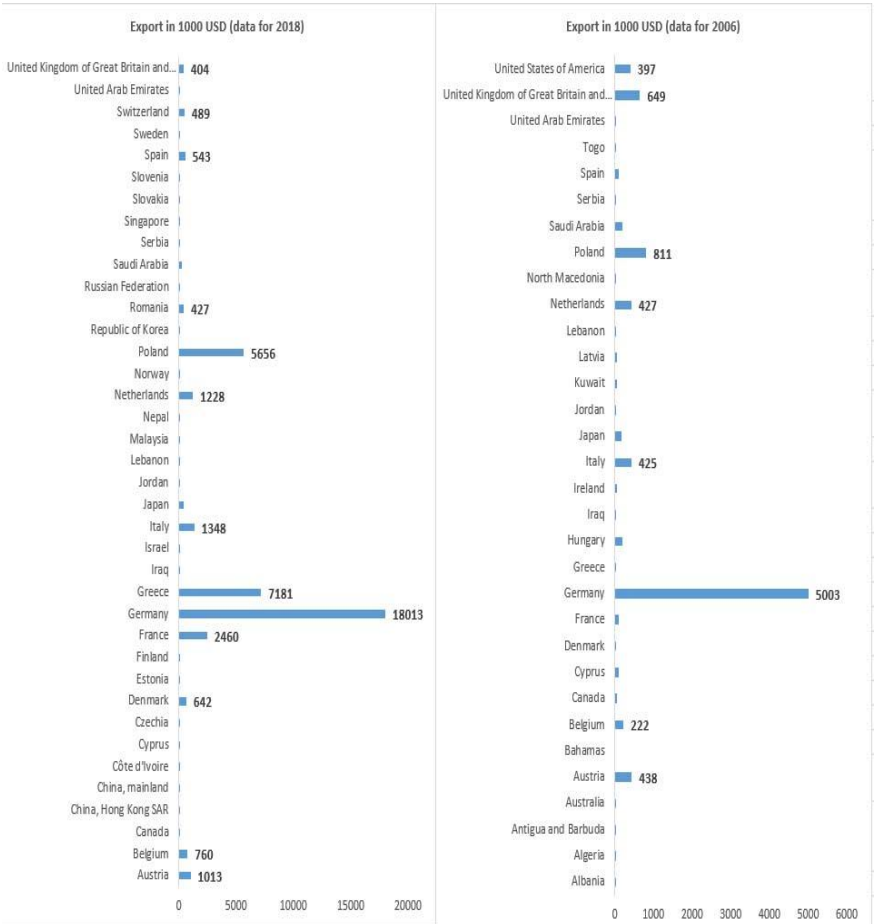 Export in 1000 USD (data for 2018)
United Kingdom of Great Britain and... 404
United Arab Emirates
Switzerland 489
Sweden
Spain 543
Slovenia
Slovakia
Singapore
Serbia
Saudi Arabia
Russian Federation
Romania 427
Republic of Korea
Poland 5656
Norway
Netherlands 1228
Nepal
Malaysia
Lebanon
Jordan
Japan
Italy 1348
Israel
Iraq
Greece 7181
Germany 18013
France 2460
Finland
Estonia
Denmark 642
Czechia
Cyprus
Côte d'Ivoire
China, mainland
China, Hong Kong SAR
Canada
Belgium 760
Austria 1013
0 5000 10000 15000 20000
Export in 1000 USD (data for 2006)
United States of America 397
United Kingdom of Great Britain and... 649
United Arab Emirates
Togo
Spain
Serbia
Saudi Arabia
Poland 811
North Macedonia
Netherlands 427
Lebanon
Latvia
Kuwait
Jordan
Japan
Italy 425
Ireland
Iraq
Hungary
Greece
Germany 5003
France
Denmark
Cyprus
Canada
Belgium 222
Bahamas
Austria 438
Australia
Antigua and Barbuda
Algeria
Albania
0 1000 2000 3000 4000 5000 6000